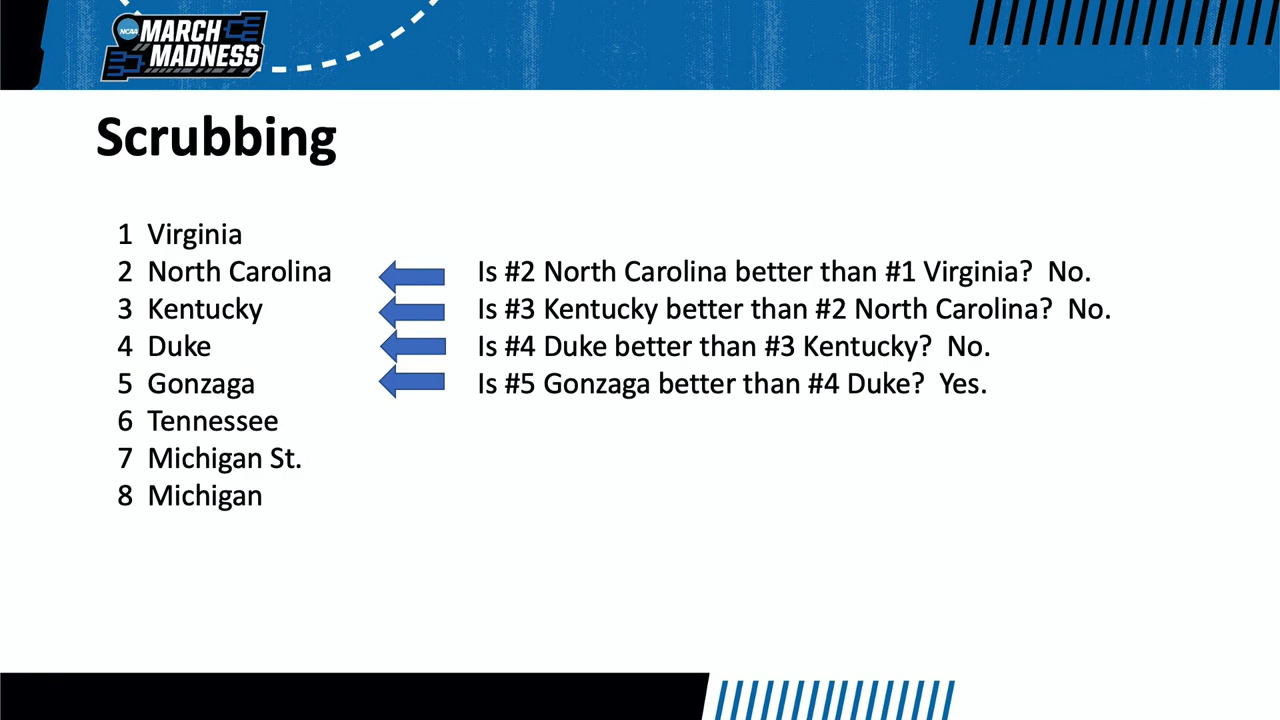 NCAA MARCH
MADNESS
Scrubbing
1 Virginia
2 North Carolina Is #2 North Carolina better than #1 Virginia? No.
3 Kentucky Is #3 Kentucky better than #2 North Carolina? No.
4 Duke Is #4 Duke better than #3 Kentucky? No.
5 Gonzaga Is #5 Gonzaga better than #4 Duke? Yes.
6 Tennessee
7 Michigan St.
8 Michigan